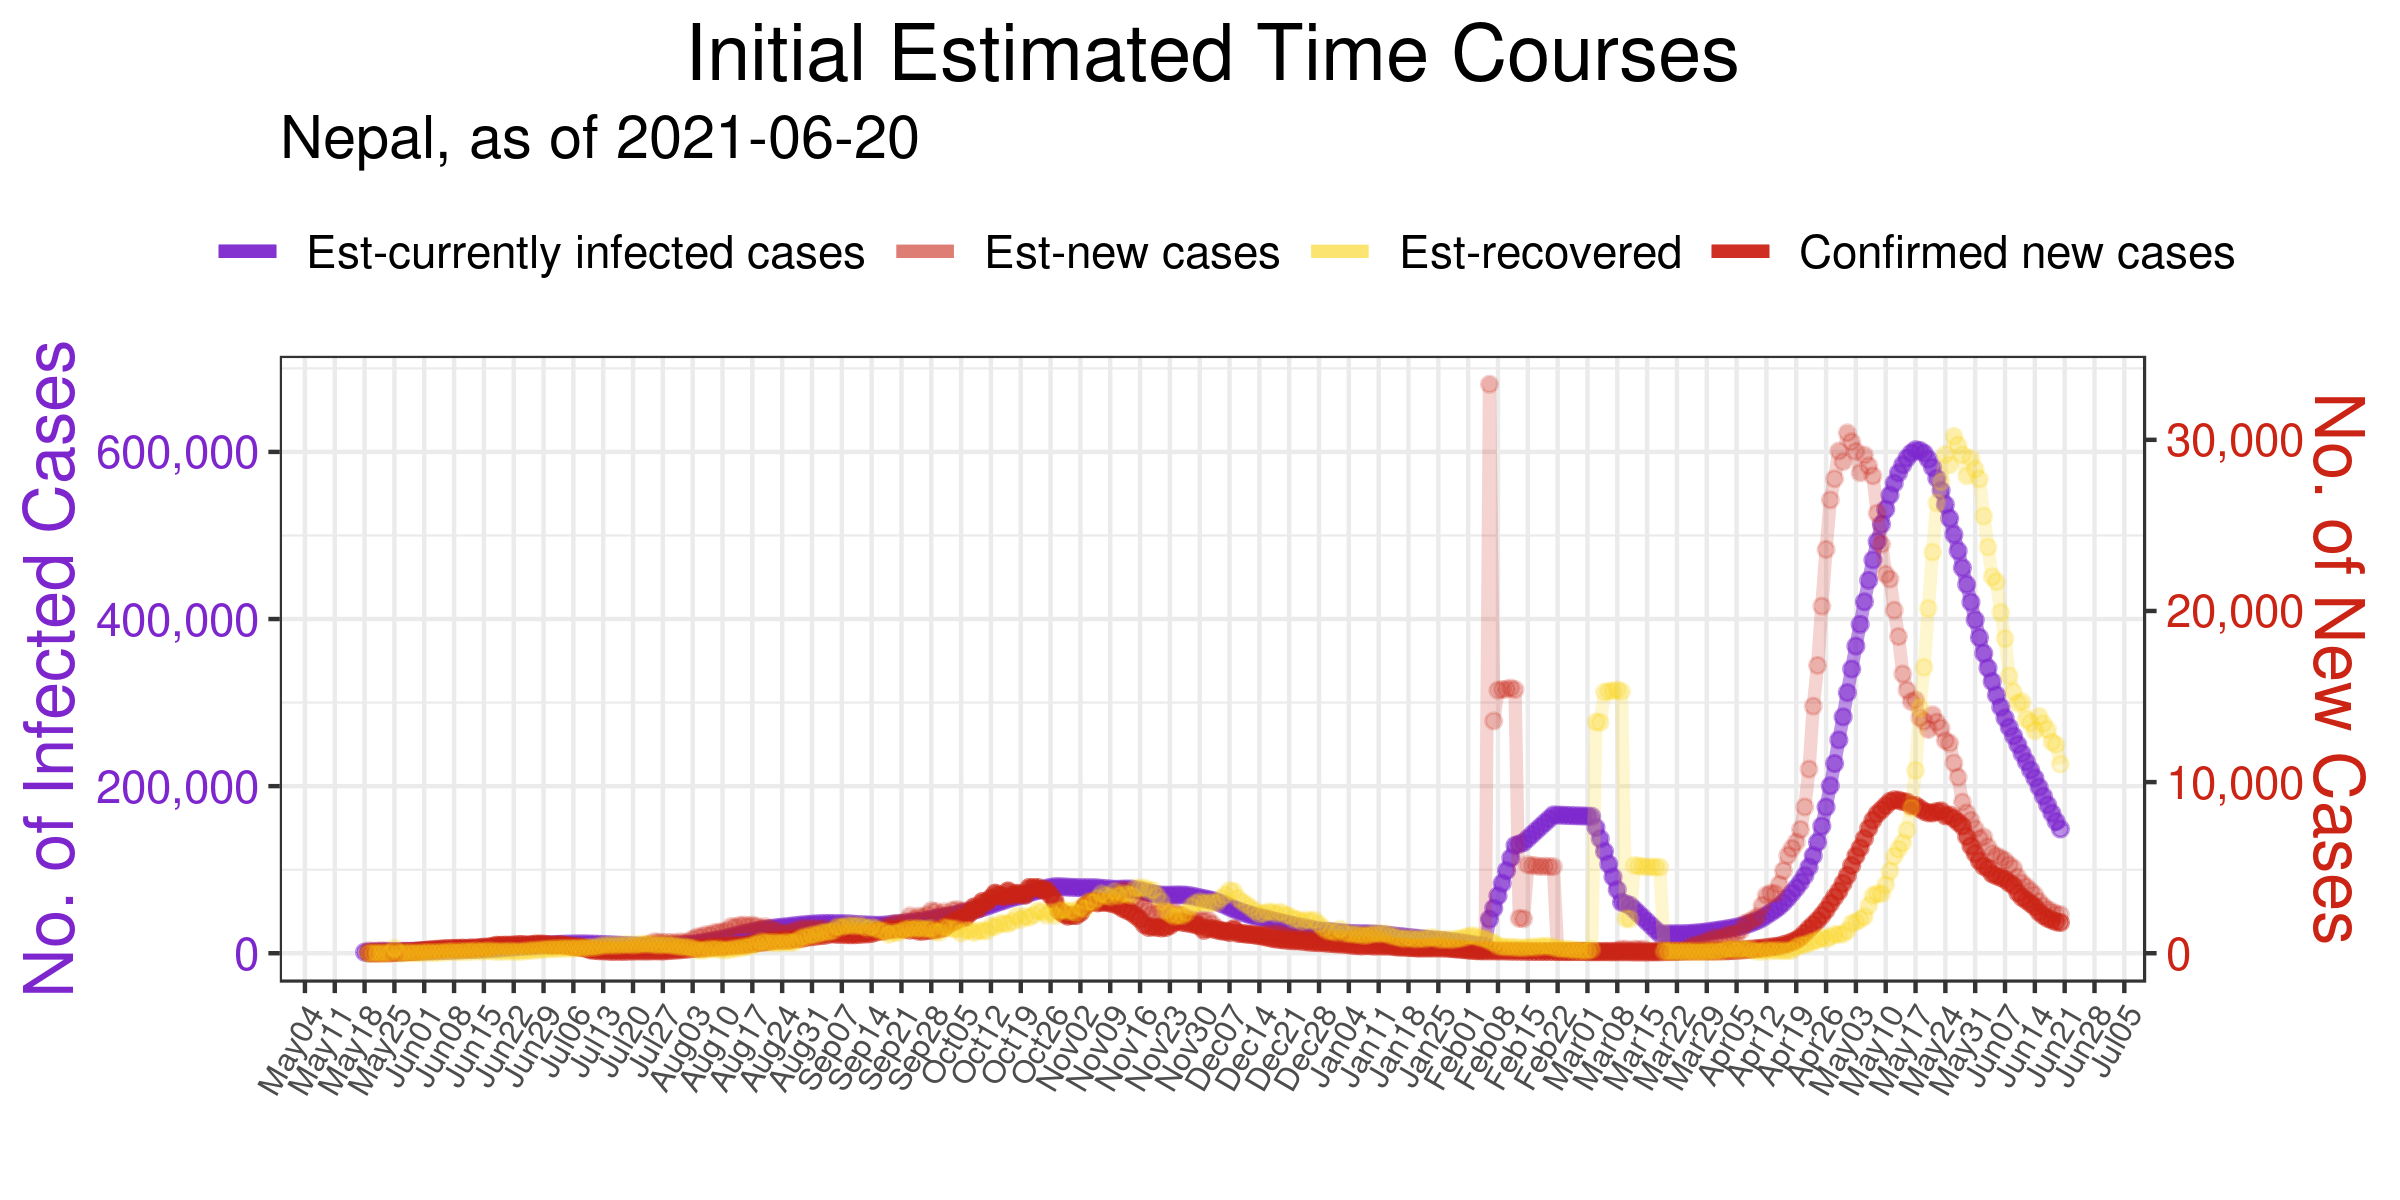 Initial Estimated Time Courses
Nepal, as of 2021-06-20
Est-currently infected cases Est-new cases Est-recovered Confirmed new cases
No. of Infected Cases
600,000
400,000
200,000
0
30,000
20,000
10,000
0
No. of New Cases
May04 May11 May18 May25 Jun01 Jun08 Jun15 Jun22 Jun29 Jul06 Jul13 Jul20 Jul27 Aug03 Aug10 Aug17 Aug24 Aug31 Sep07 Sep14 Sep21 Sep28 Oct05 Oct12 Oct19 Oct26 Nov02 Nov09 Nov16 Nov23 Nov30 Dec07 Dec14 Dec21 Dec28 Jan04 Jan11 Jan18 Jan25 Feb01 Feb08 Feb15 Feb22 Mar01 Mar08 Mar15 Mar22 Mar29 Apr05 Apr12 Apr19 Apr26 May03 May10 May17 May24 May31 Jun07 Jun14 Jun21 Jun28 Jul05